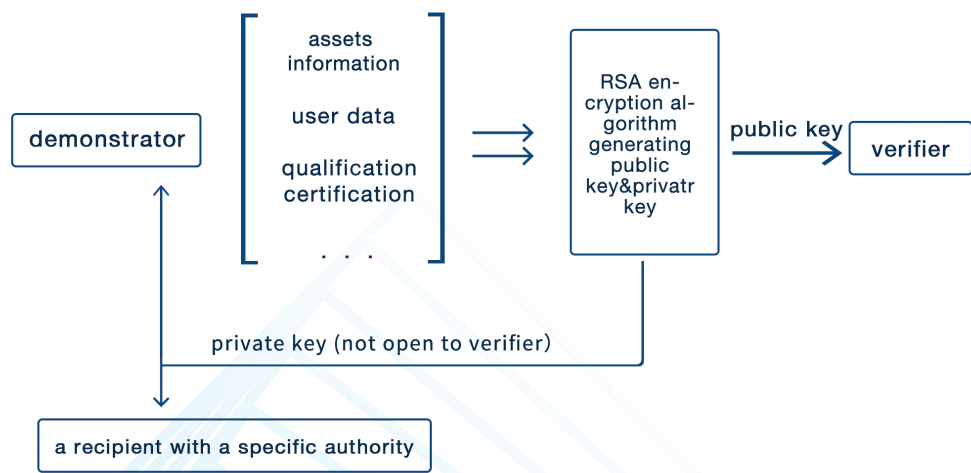 demonstrator
assets
information
user data
qualification
certification
. . .
RSA en-
cryption al-
gorithm
generating
public
key&privatr
key
public key
verifier
private key (not open to verifier)
a recipient with a specific authority